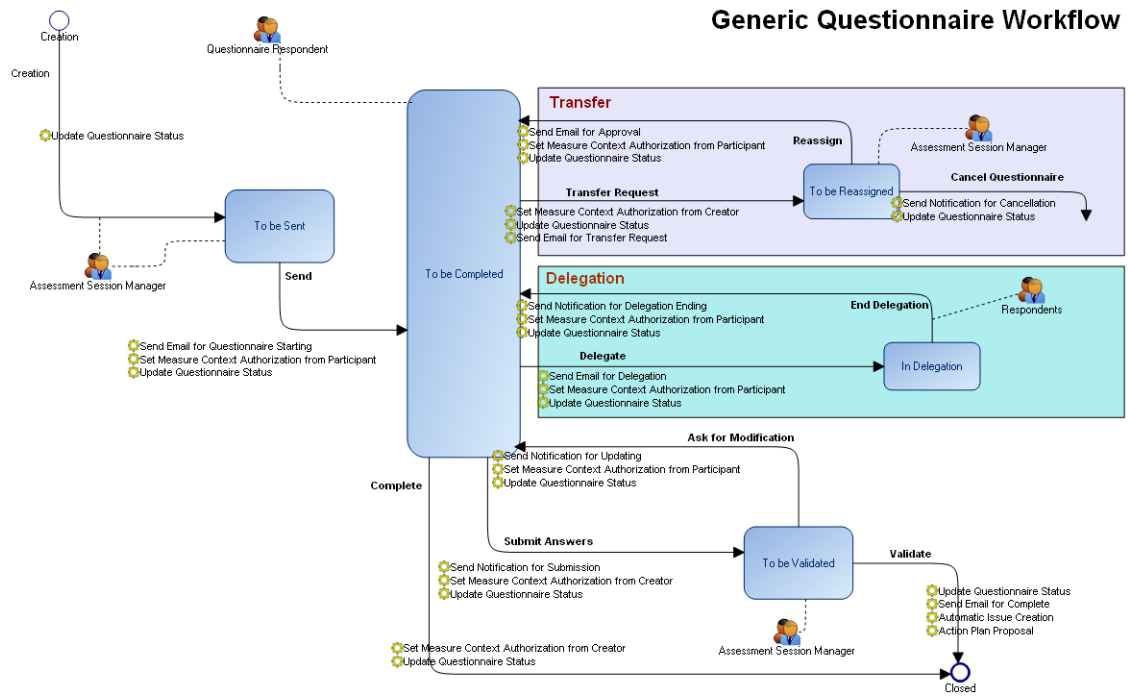 Generic Questionnaire Workflow
Creation
Creation
Questionnaire Respondent
Update Questionnaire Status
To be Sent
Assessment Session Manager
Send
Send Email for Questionnaire Starting
Set Measure Context Authorization from Participant
Update Questionnaire Status
To be Completed
Transfer
Send Email for Approval
Set Measure Context Authorization from Participant
Update Questionnaire Status
Reassign
Assessment Session Manager
Transfer Request
Set Measure Context Authorization from Creator
Update Questionnaire Status
Send Email for Transfer Request
To be Reassigned
Cancel Questionnaire
Send Notification for Cancellation
Update Questionnaire Status
Delegation
Send Notification for Delegation Ending
Set Measure Context Authorization from Participant
Update Questionnaire Status
End Delegation
Respondents
Delegate
Send Email for Delegation
Set Measure Context Authorization from Participant
Update Questionnaire Status
In Delegation
Ask for Modification
Send Notification for Updating
Set Measure Context Authorization from Participant
Update Questionnaire Status
Complete
Submit Answers
Send Notification for Submission
Set Measure Context Authorization from Creator
Update Questionnaire Status
To be Validated
Validate
Update Questionnaire Status
Send Email for Complete
Automatic Issue Creation
Action Plan Proposal
Assessment Session Manager
Set Measure Context Authorization from Creator
Update Questionnaire Status
Closed